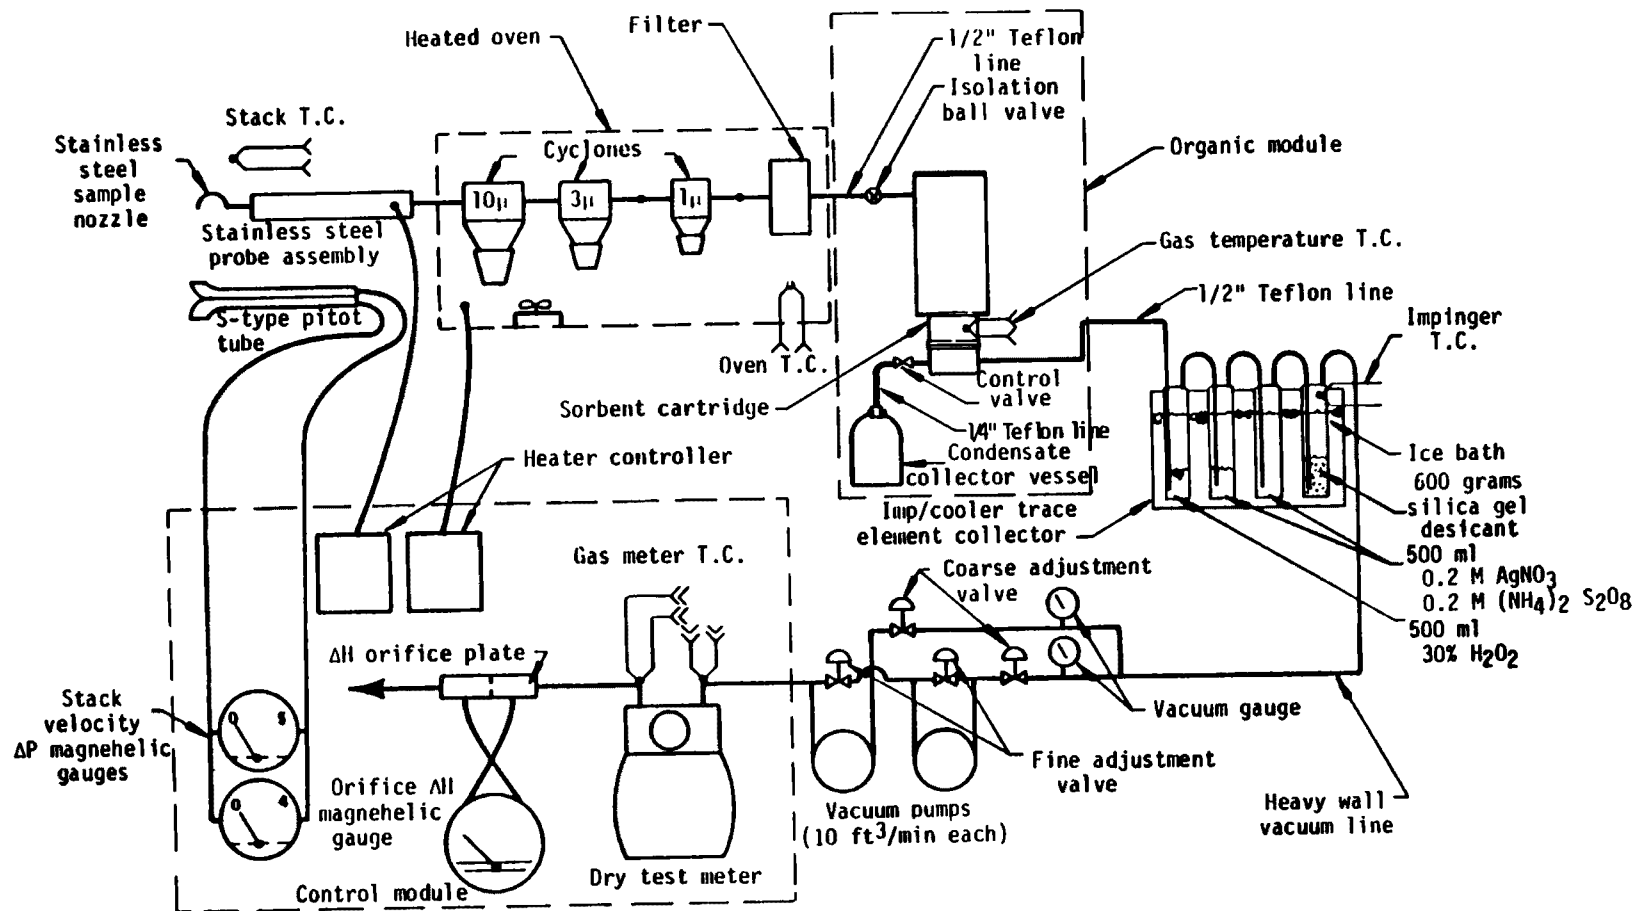 Heated oven
Filter
1/2" Teflon
line
Isolation
ball valve
Stack T.C.
Stainless
steel
sample
nozzle
Cyclones
10μ
3μ
1μ
Organic module
Stainless steel
probe assembly
Gas temperature T.C.
S-type pitot
tube
1/2" Teflon line
Impinger
T.C.
Oven T.C.
Control
valve
Sorbent cartridge
1/4" Teflon line
Condensate
collector vessel
Heater controller
Ice bath
600 grams
silica gel
desicant
Imp/cooler trace
element collector
500 ml
0.2 M AgNO3
0.2 M (NH4)2 S2O8
500 ml
30% H2O2
Gas meter T.C.
Coarse adjustment
valve
ΔH orifice plate
Stack
velocity
ΔP magnehelic
gauges
0 5
0 4
Vacuum gauge
Fine adjustment
valve
Orifice ΔH
magnehelic
gauge
Vacuum pumps
(10 ft3/min each)
Heavy wall
vacuum line
Dry test meter
Control module